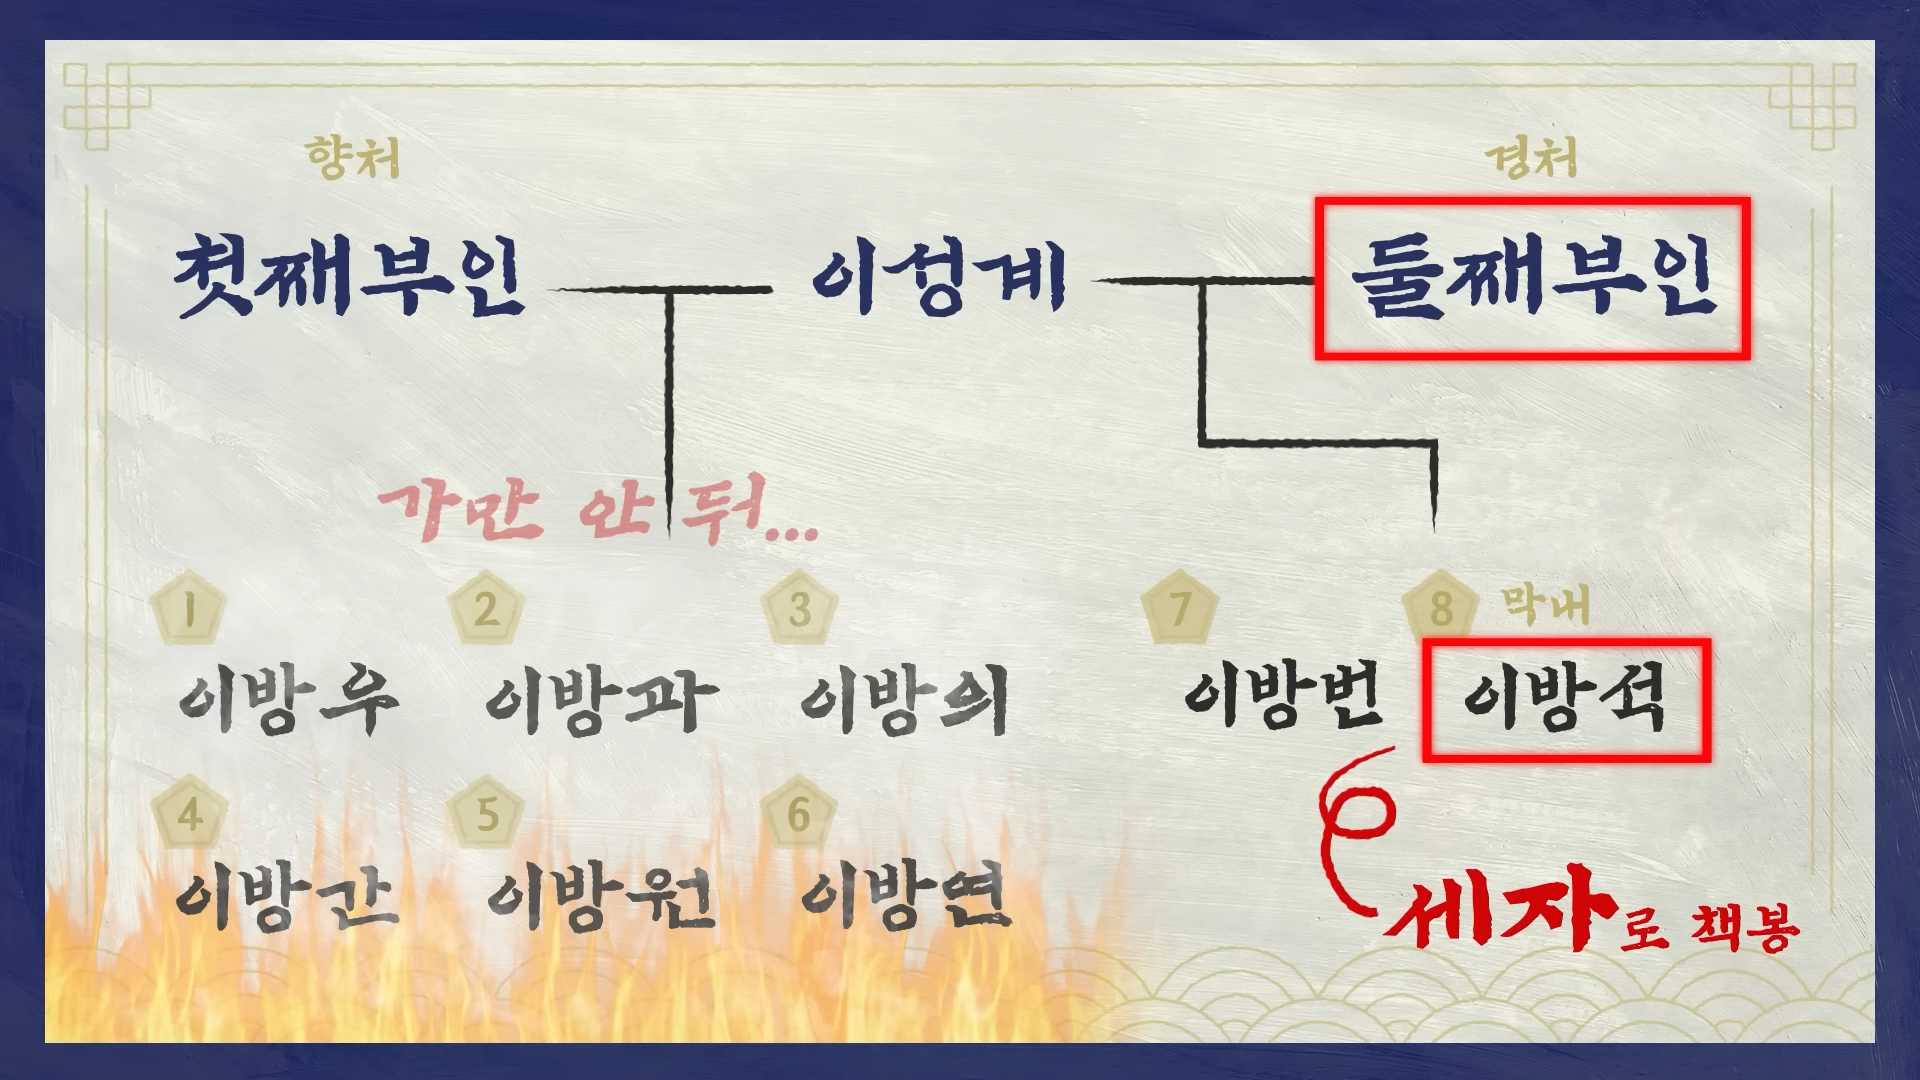 향처
경처
첫째부인 이성계 둘째부인
가만 안 둬...
1 2 3 7 8 막내
이방우 이방과 이방의 이방번 이방석
4 5 6
이방간 이방원 이방연
세자로 책봉